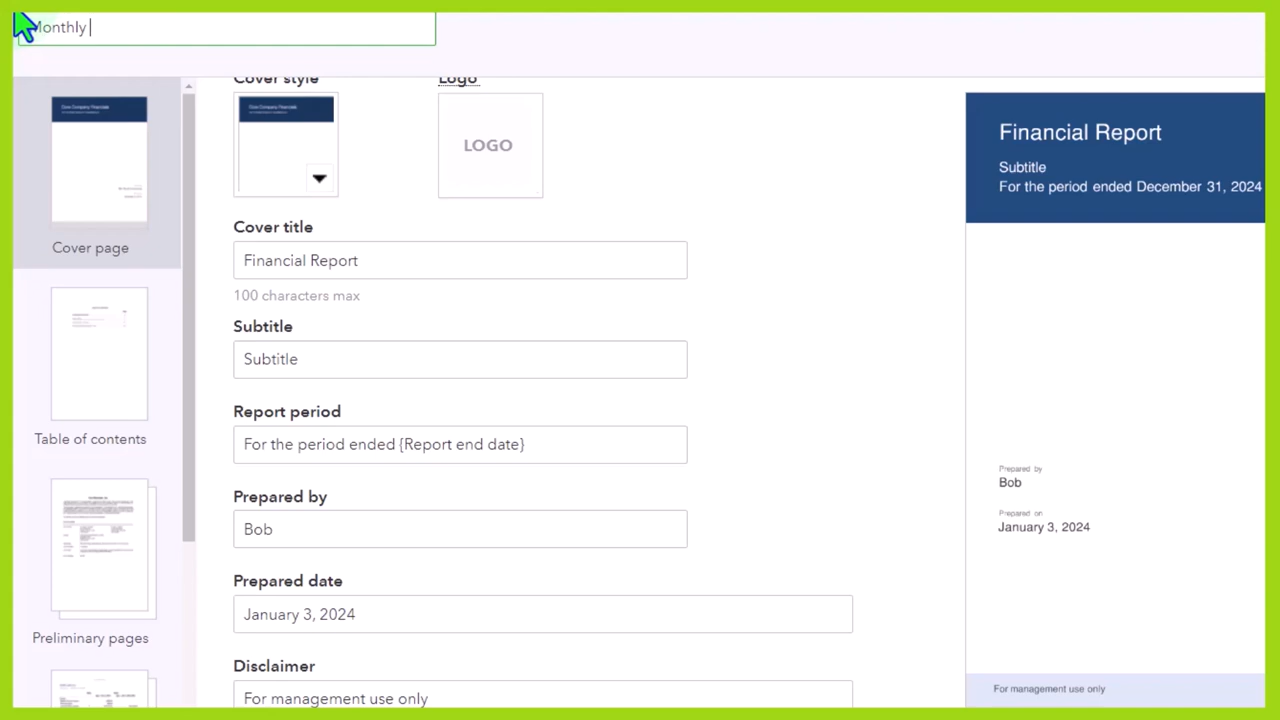 Monthly
Cover style
Logo
LOGO
Cover title
Financial Report
100 characters max
Subtitle
Subtitle
Report period
For the period ended {Report end date}
Prepared by
Bob
Prepared date
January 3, 2024
Disclaimer
For management use only
Cover page
Table of contents
Preliminary pages
Financial Report
Subtitle
For the period ended December 31, 2024
Prepared by
Bob
Prepared on
January 3, 2024
For management use only